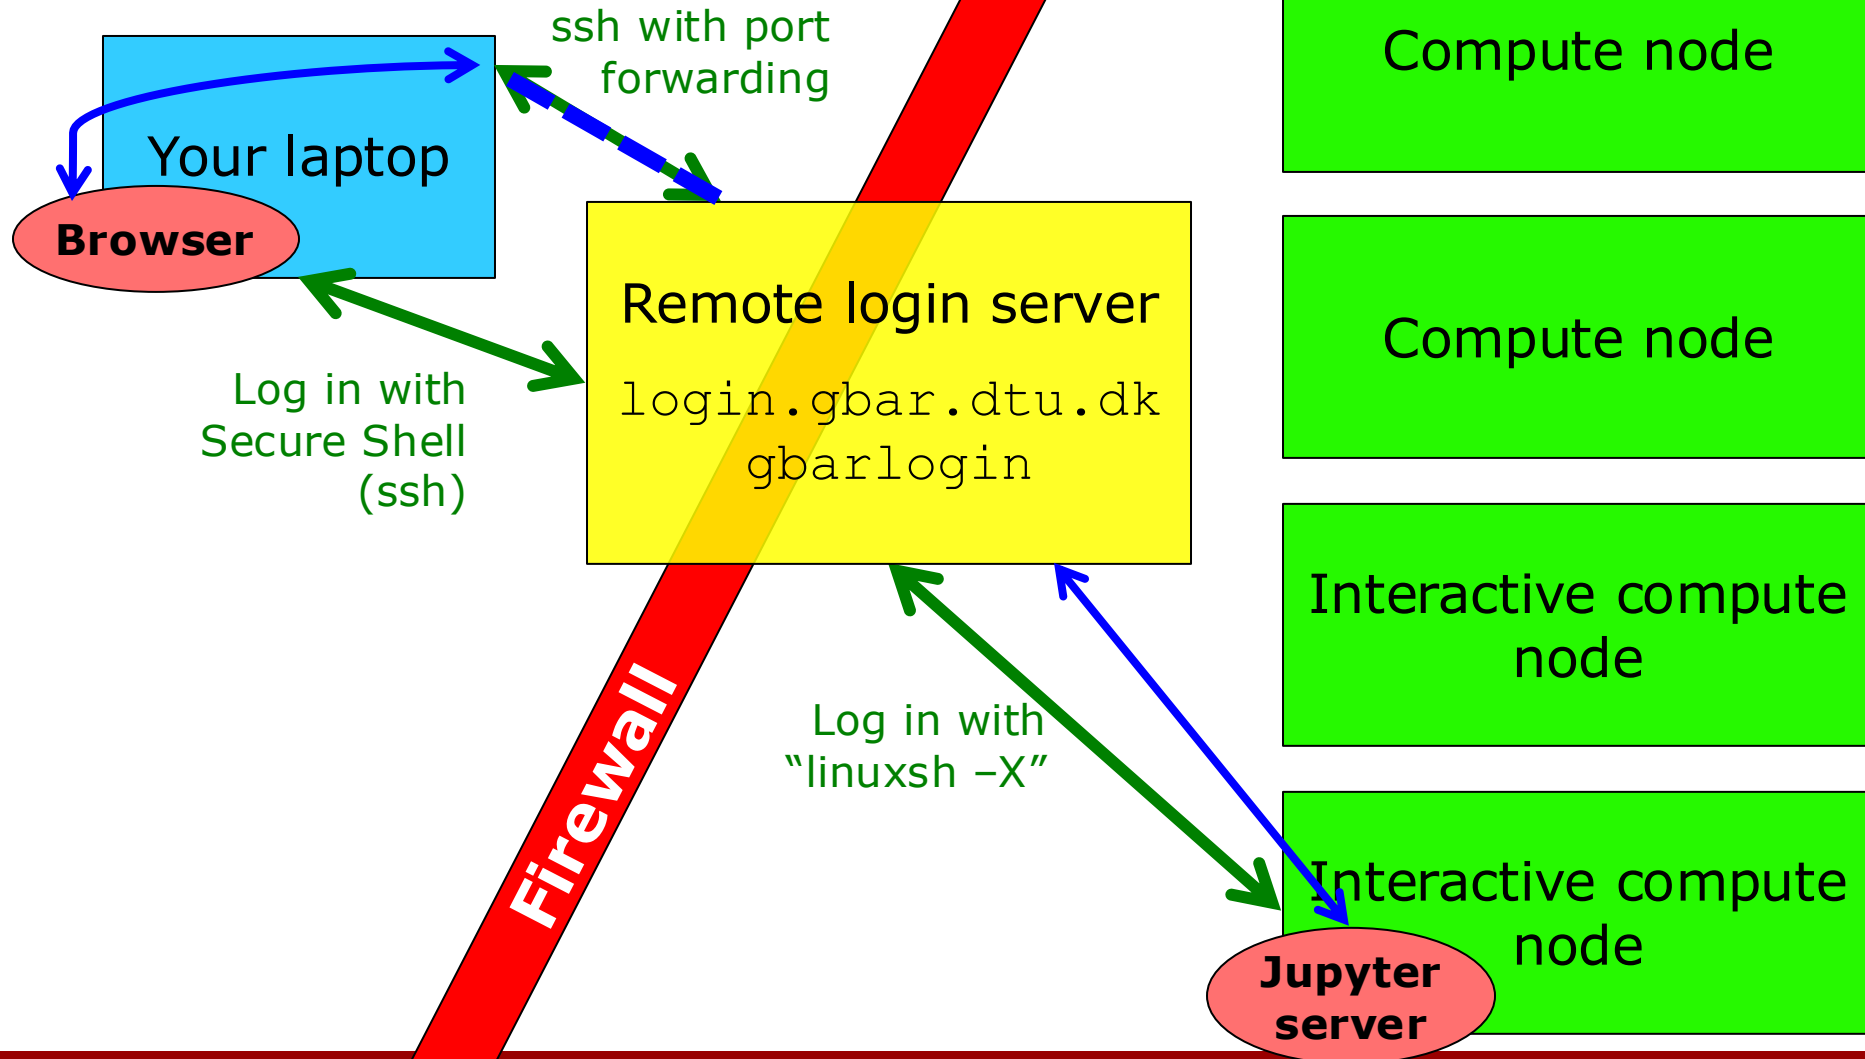 ssh with port
forwarding
Your laptop
Browser
Log in with
Secure Shell
(ssh)
Remote login server
login.gbar.dtu.dk
gbarlogin
Firewall
Log in with
“linuxsh –X”
Compute node
Compute node
Interactive compute
node
Interactive compute
node
Jupyter
server